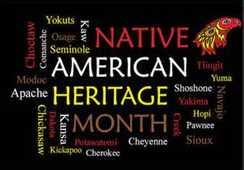 Yokuts
Kaw
Choctaw
Comanche
Osage
Seminole
NATIVE
AMERICAN
HERITAGE
MONTH
Tlingit
Yuma
Modoc
Apache
Shoshone
Navajo
Yakima
Hopi
Pawnee
Chickasaw
Dakota
Kansa
Creek
Sioux
Potawatomi
Cheyenne
Kickapoo
Cherokee